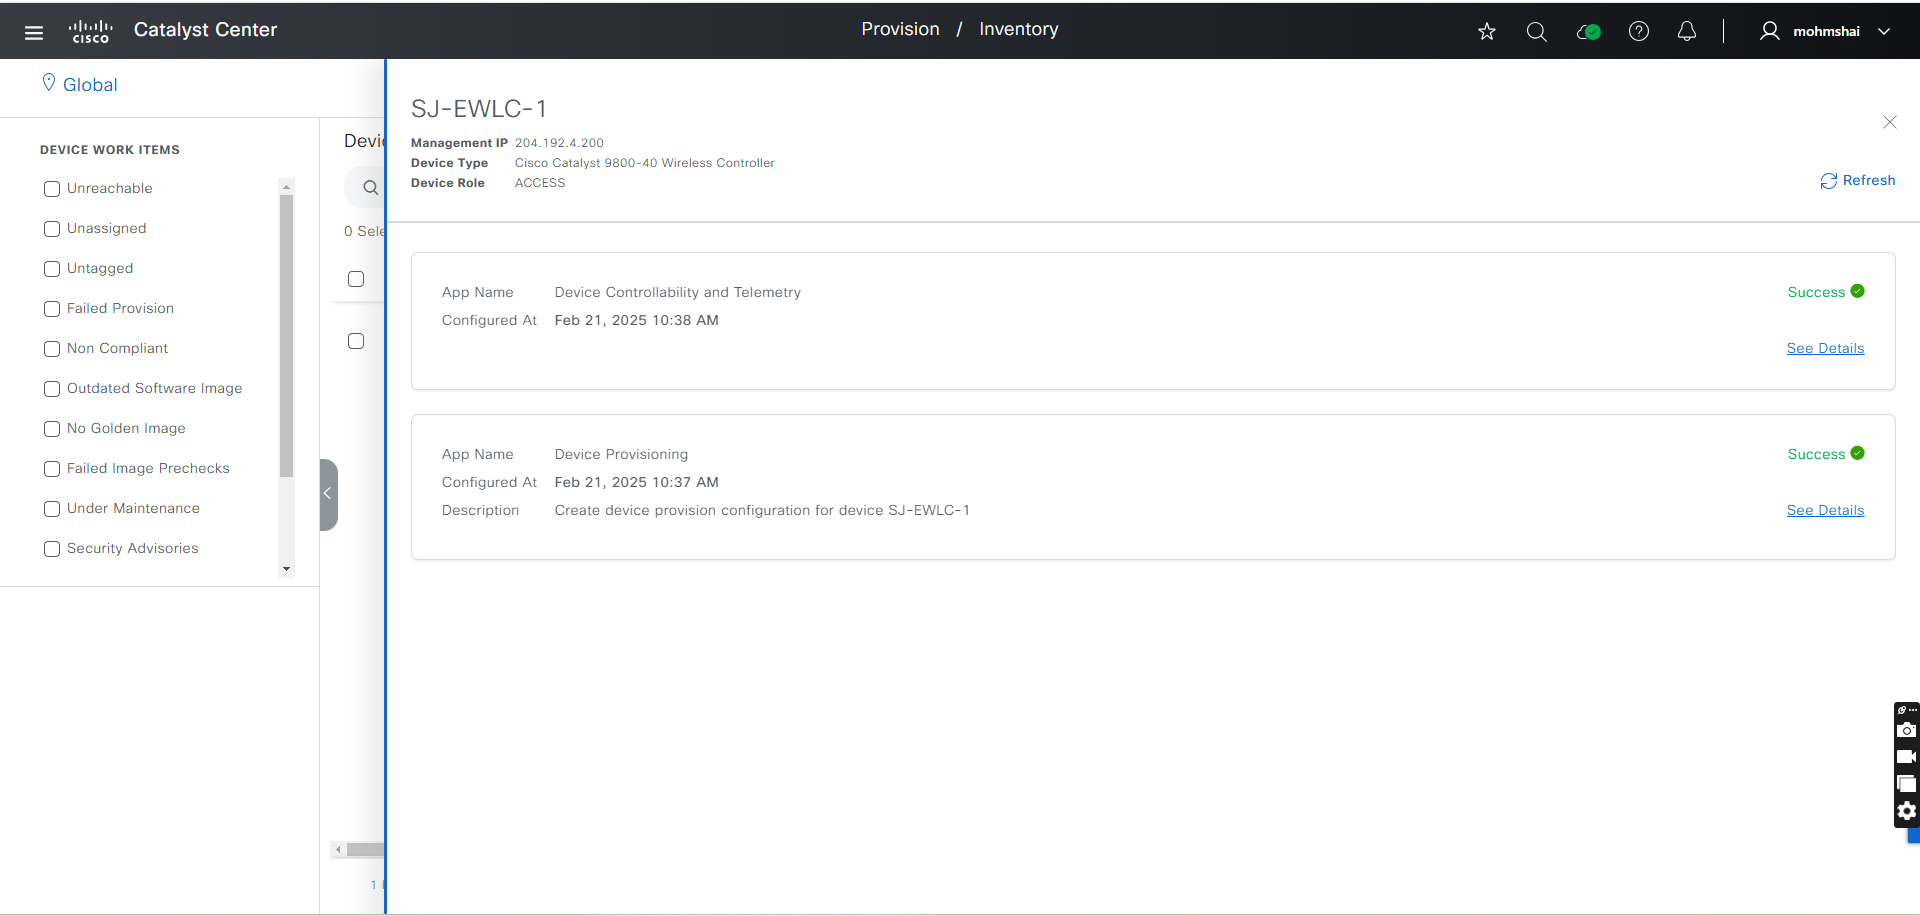 cisco Catalyst Center
Provision / Inventory
mohmshai
Global
DEVICE WORK ITEMS
Unreachable
Unassigned
Untagged
Failed Provision
Non Compliant
Outdated Software Image
No Golden Image
Failed Image Prechecks
Under Maintenance
Security Advisories
Devi
0 Sele
1
SJ-EWLC-1
Management IP 204.192.4.200
Device Type Cisco Catalyst 9800-40 Wireless Controller
Device Role ACCESS
Refresh
App Name Device Controllability and Telemetry Success
Configured At Feb 21, 2025 10:38 AM
See Details
App Name Device Provisioning Success
Configured At Feb 21, 2025 10:37 AM
Description Create device provision configuration for device SJ-EWLC-1 See Details